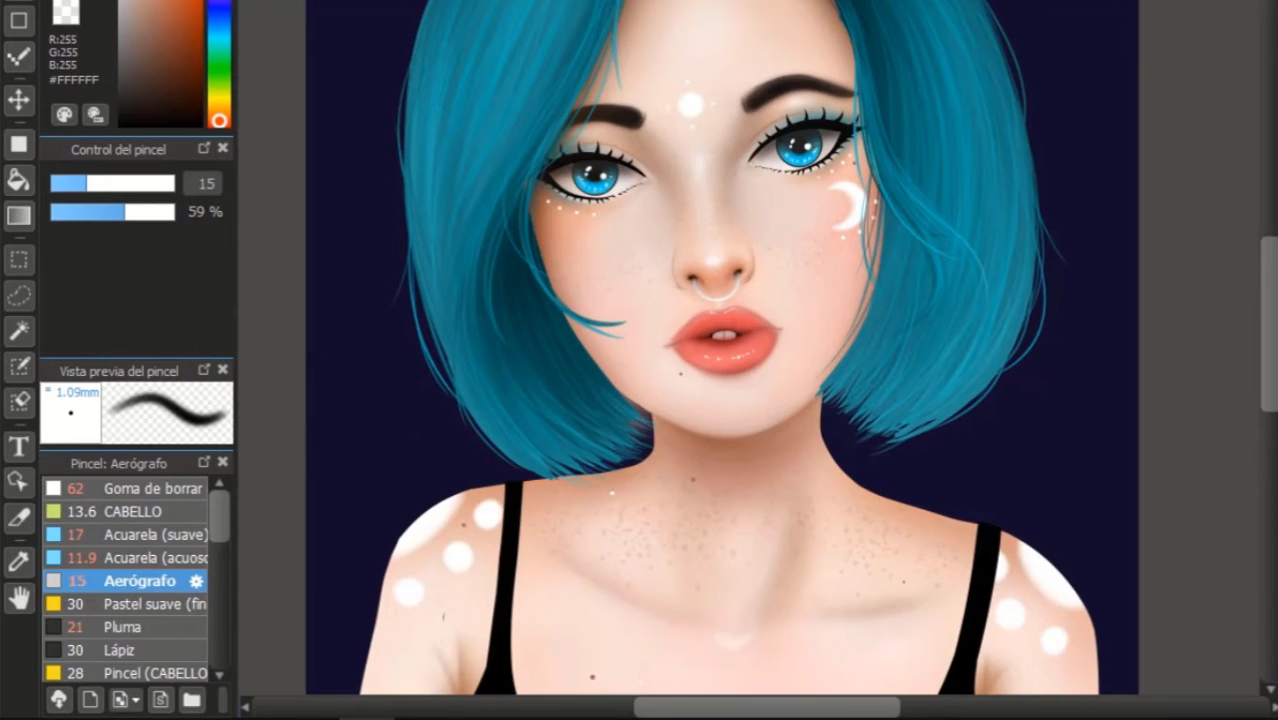 R:255
G:255
B:255
#FFFFFF
Control del pincel
15
59 %
Vista previa del pincel
1.09mm
Pincel: Aerógrafo
62 Goma de borrar
13.6 CABELLO
17 Acuarela (suave)
11.9 Acuarela (acuos
15 Aerógrafo
30 Pastel suave (fin
21 Pluma
30 Lápiz
28 Pincel (CABELLO
T
S